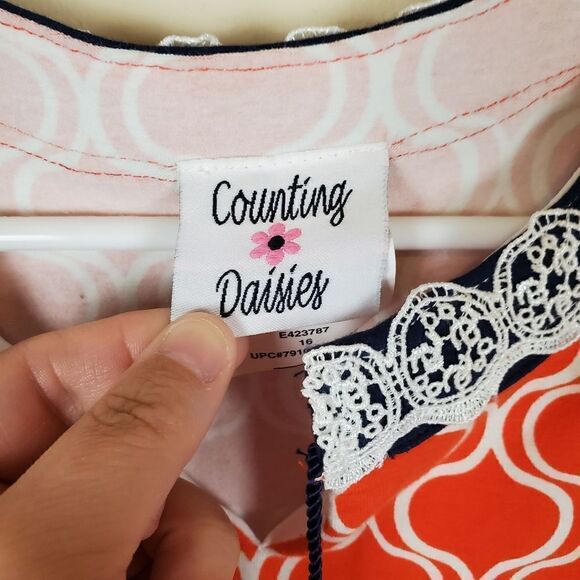 Counting
Daisies
E423787
16